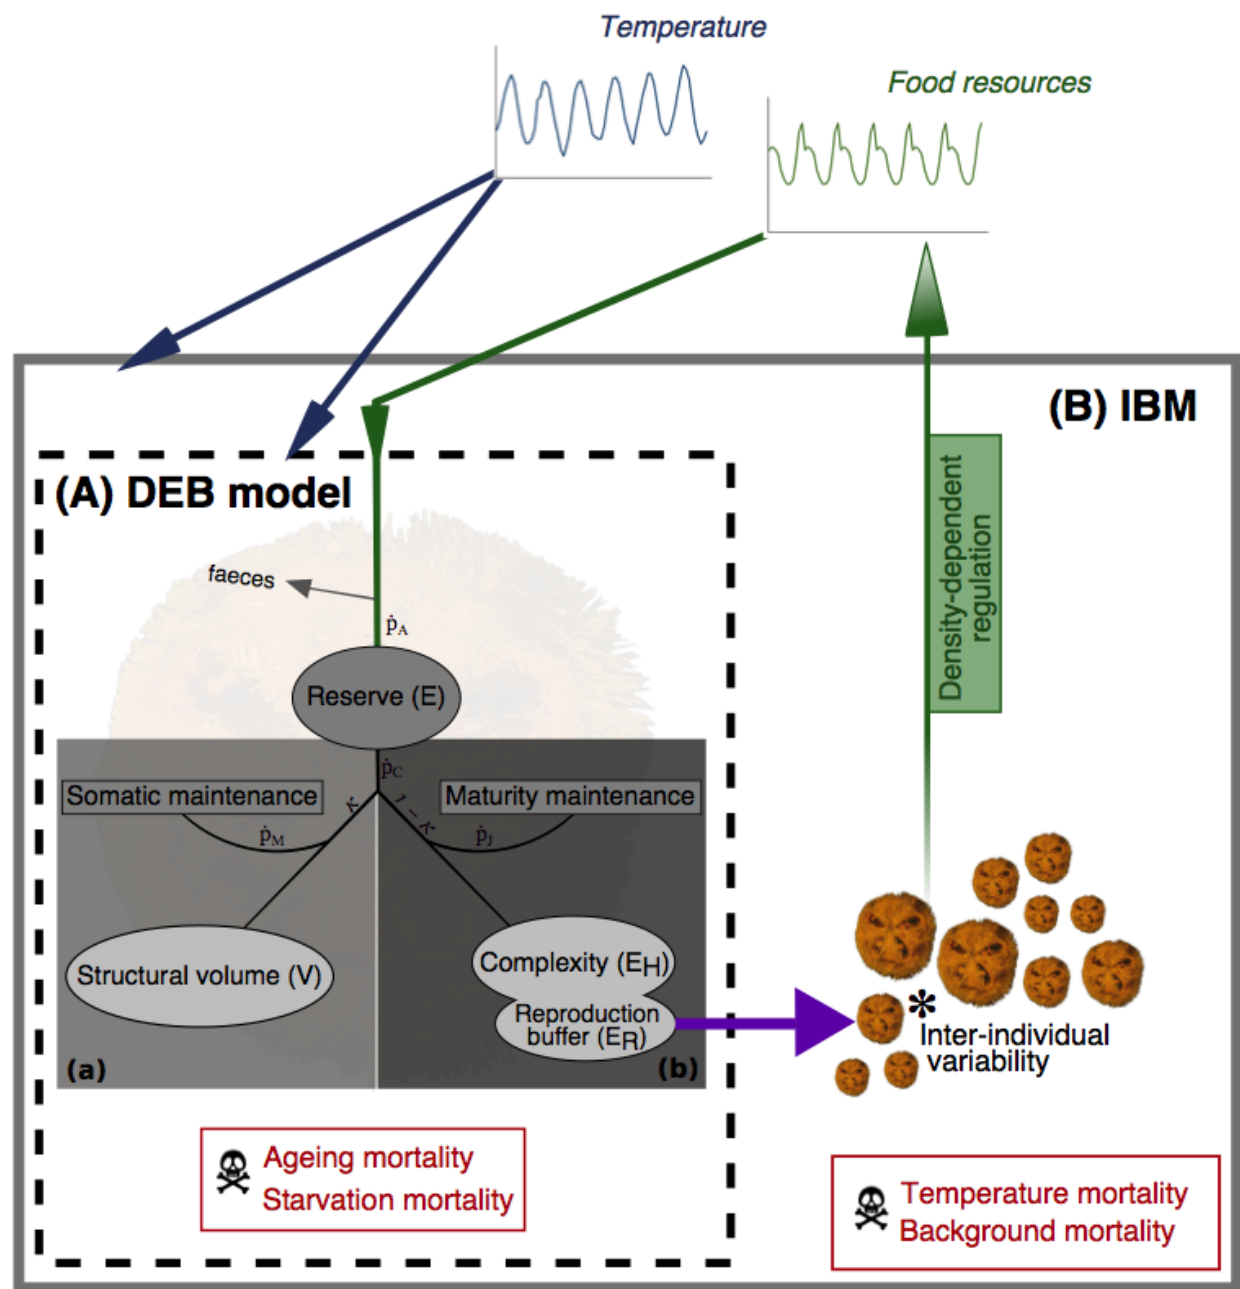 Temperature
Food resources
(B) IBM
(A) DEB model
faeces
ṗA
Reserve (E)
ṗC
Somatic maintenance
Maturity maintenance
κ
1 − κ
ṗM
ṗJ
Density-dependent
regulation
Structural volume (V)
Complexity (EH)
Reproduction
buffer (ER)
*
Inter-individual
variability
(a)
(b)
Ageing mortality
Starvation mortality
Temperature mortality
Background mortality